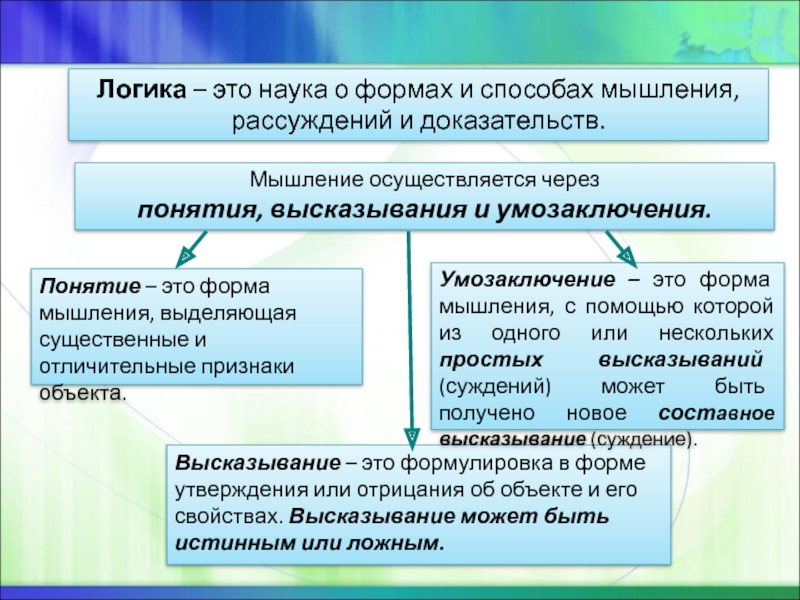 Логика – это наука о формах и способах мышления,
рассуждений и доказательств.
Мышление осуществляется через
понятия, высказывания и умозаключения.
Понятие – это форма
мышления, выделяющая
существенные и
отличительные признаки
объекта.
Умозаключение – это форма
мышления, с помощью которой
из одного или нескольких
простых высказываний
(суждений) может быть
получено новое составное
высказывание (суждение).
Высказывание – это формулировка в форме
утверждения или отрицания об объекте и его
свойствах. Высказывание может быть
истинным или ложным.